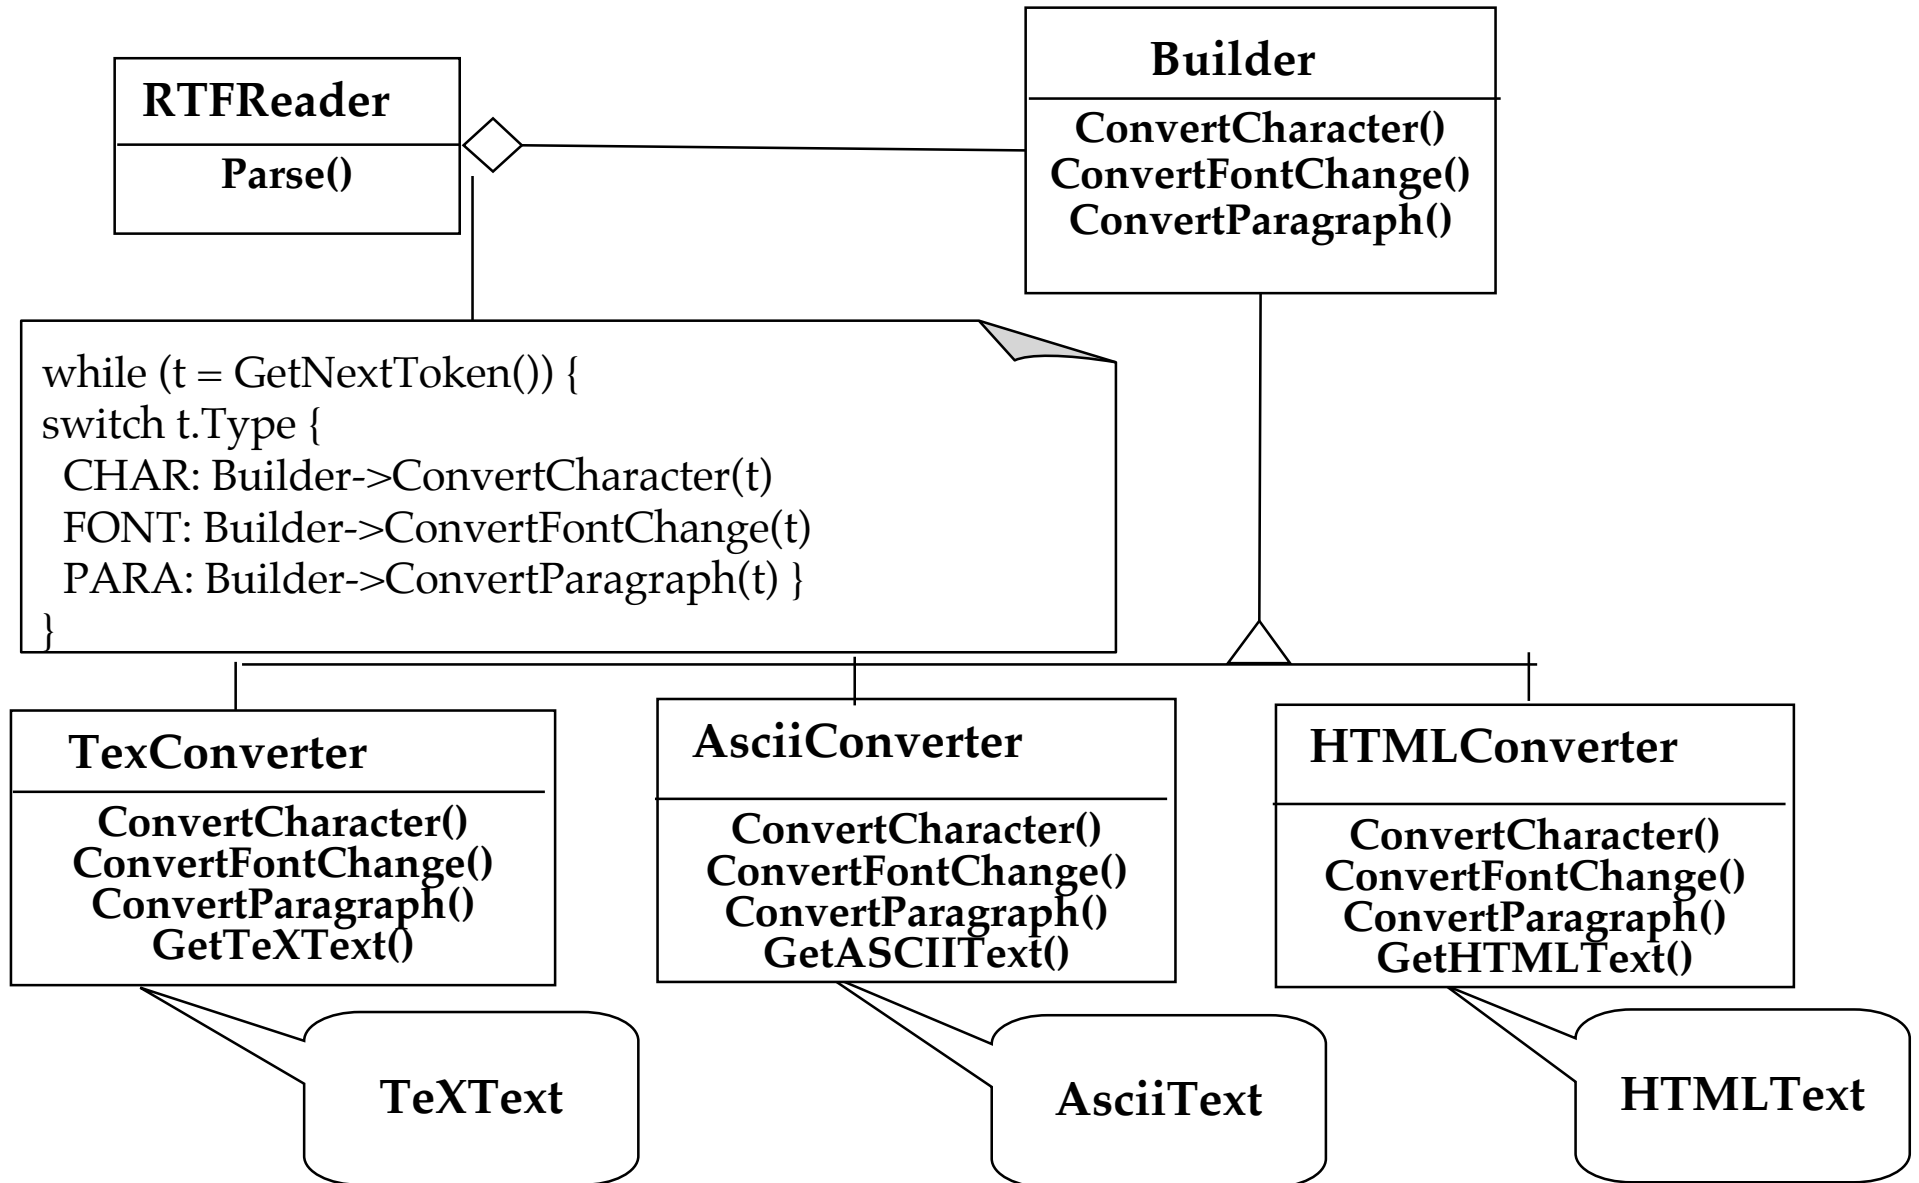 RTFReader
Parse()
Builder
ConvertCharacter()
ConvertFontChange()
ConvertParagraph()
while (t = GetNextToken()) {
switch t.Type {
CHAR: Builder->ConvertCharacter(t)
FONT: Builder->ConvertFontChange(t)
PARA: Builder->ConvertParagraph(t) }
}
TexConverter
ConvertCharacter()
ConvertFontChange()
ConvertParagraph()
GetTeXText()
AsciiConverter
ConvertCharacter()
ConvertFontChange()
ConvertParagraph()
GetASCIIText()
HTMLConverter
ConvertCharacter()
ConvertFontChange()
ConvertParagraph()
GetHTMLText()
TeXText
AsciiText
HTMLText